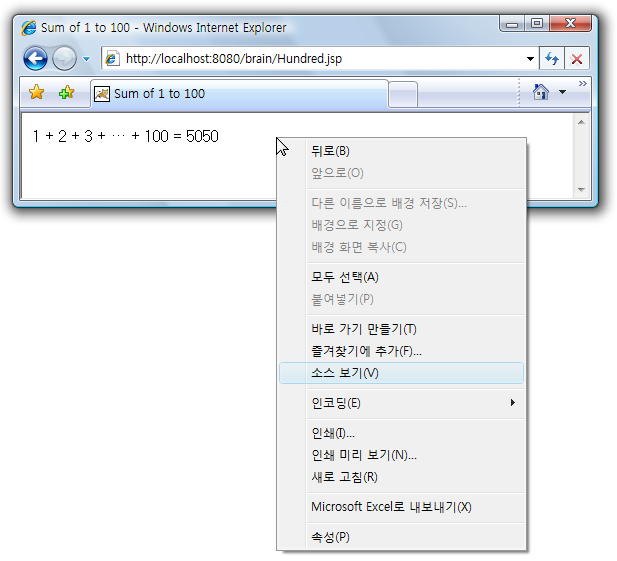 Sum of 1 to 100 - Windows Internet Explorer
http://localhost:8080/brain/Hundred.jsp
Sum of 1 to 100
1 + 2 + 3 + ··· + 100 = 5050
뒤로(B)
앞으로(O)
다른 이름으로 배경 저장(S)...
배경으로 지정(G)
배경 화면 복사(C)
모두 선택(A)
붙여넣기(P)
바로 가기 만들기(T)
즐겨찾기에 추가(F)...
소스 보기(V)
인코딩(E)
인쇄(I)...
인쇄 미리 보기(N)...
새로 고침(R)
Microsoft Excel로 내보내기(X)
속성(P)